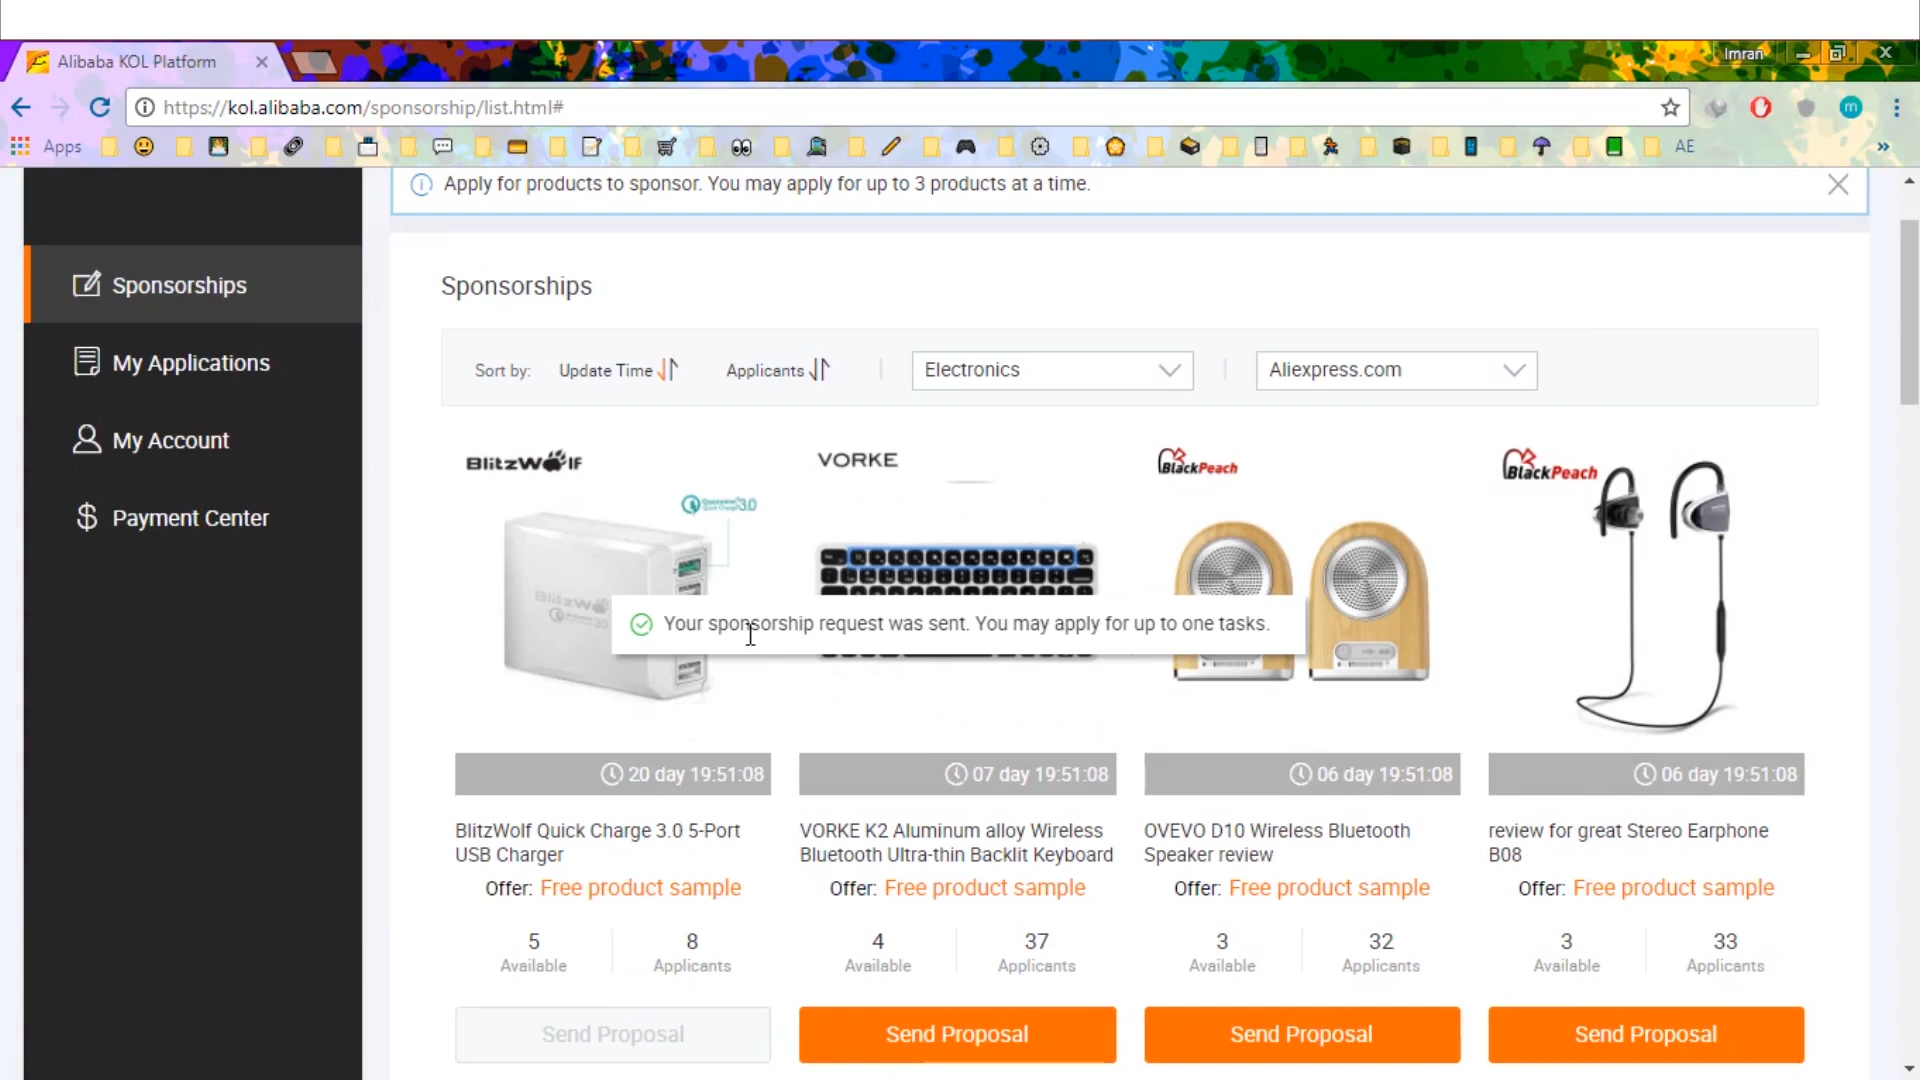 Alibaba KOL Platform
Imran
https://kol.alibaba.com/sponsorship/list.html#
m
Apps
AE
»
Apply for products to sponsor. You may apply for up to 3 products at a time.
Sponsorships
My Applications
My Account
Payment Center
Sponsorships
Sort by:
Update Time
Applicants
Electronics
Aliexpress.com
BlitzWolf
VORKE
BlackPeach
BlackPeach
3.0
Your sponsorship request was sent. You may apply for up to one tasks.
20 day 19:51:08
07 day 19:51:08
06 day 19:51:08
06 day 19:51:08
BlitzWolf Quick Charge 3.0 5-Port
USB Charger
Offer: Free product sample
5
Available
8
Applicants
Send Proposal
VORKE K2 Aluminum alloy Wireless
Bluetooth Ultra-thin Backlit Keyboard
Offer: Free product sample
4
Available
37
Applicants
Send Proposal
OVEVO D10 Wireless Bluetooth
Speaker review
Offer: Free product sample
3
Available
32
Applicants
Send Proposal
review for great Stereo Earphone
B08
Offer: Free product sample
3
Available
33
Applicants
Send Proposal